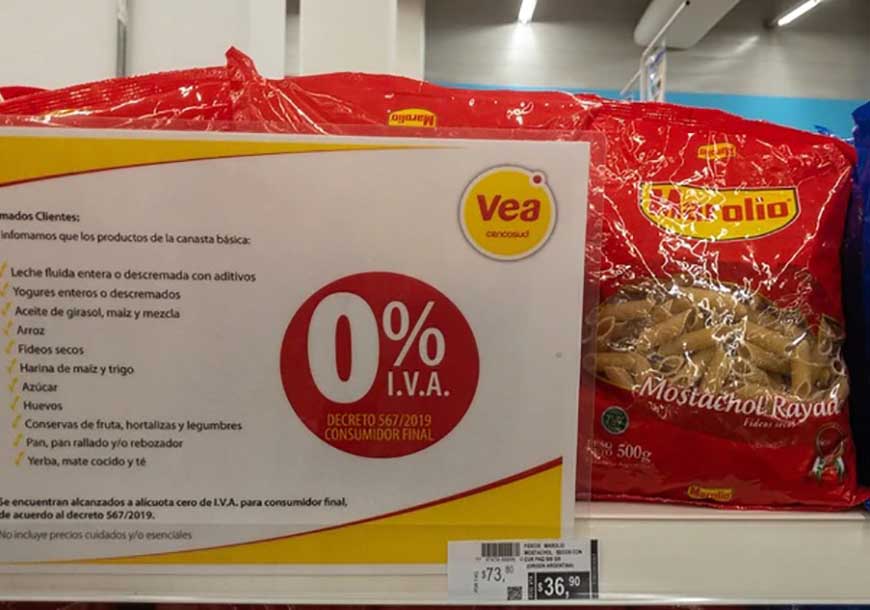 Marolio
Vea
cencosud
mados Clientes:
infomamos que los productos de la canasta básica:
Leche fluida entera o descremada con aditivos
Yogures enteros o descremados
Aceite de girasol, maiz y mezcla
Arroz
Fideos secos
Harina de maíz y trigo
Azúcar
Huevos
Conservas de fruta, hortalizas y legumbres
Pan, pan rallado y/o rebozador
Yerba, mate cocido y té
0%
I.V.A.
DECRETO 567/2019
CONSUMIDOR FINAL
Se encuentran alcanzados a alícuota cero de I.V.A. para consumidor final,
de acuerdo al decreto 567/2019.
No incluye precios cuidados y/o esenciales
Marolio
Mostachol Rayad
Fideos secos
500g
Marolio
FIDEOS MAROLIO
$73,80
$36,90